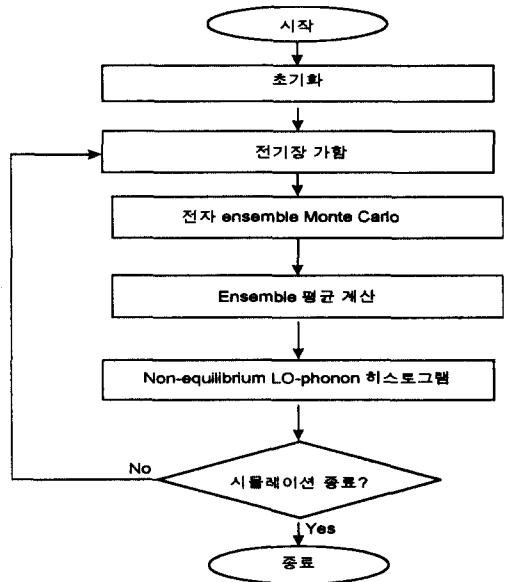 시작
초기화
전기장 가함
전자 ensemble Monte Carlo
Ensemble 평균 계산
Non-equilibrium LO-phonon 히스토그램
시뮬레이션 종료?
No
Yes
종료